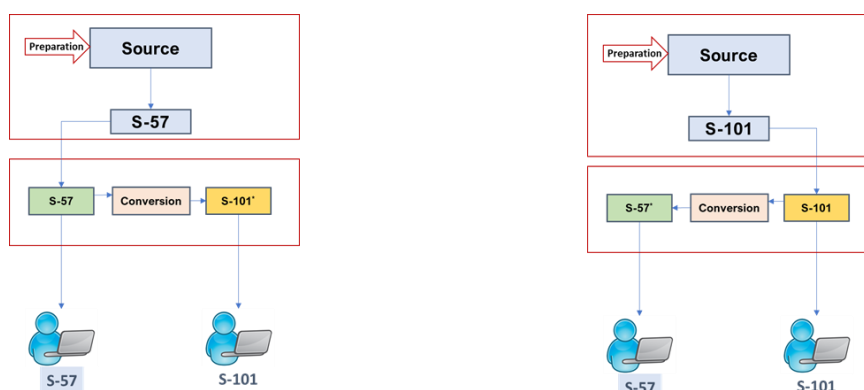 Preparation
Source
S-57
S-57
Conversion
S-101*
S-57
S-101
Preparation
Source
S-101
S-57*
Conversion
S-101
S-57
S-101